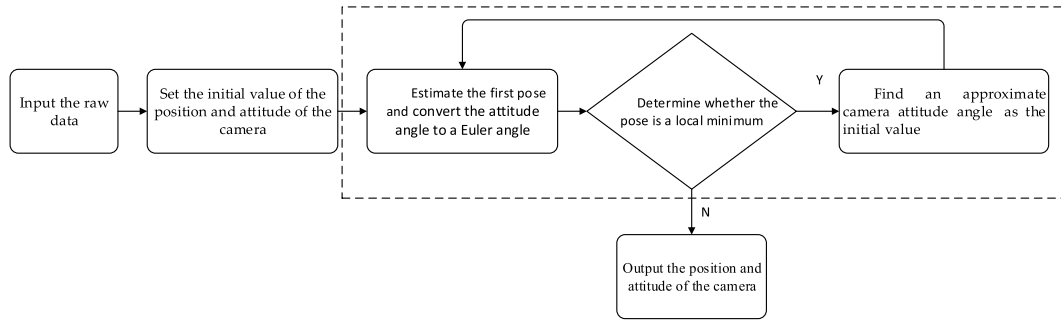 Input the raw
data
Set the initial value of the
position and attitude of the
camera
Estimate the first pose
and convert the attitude
angle to a Euler angle
Determine whether the
pose is a local minimum
Y
Find an approximate
camera attitude angle as the
initial value
N
Output the position and
attitude of the camera